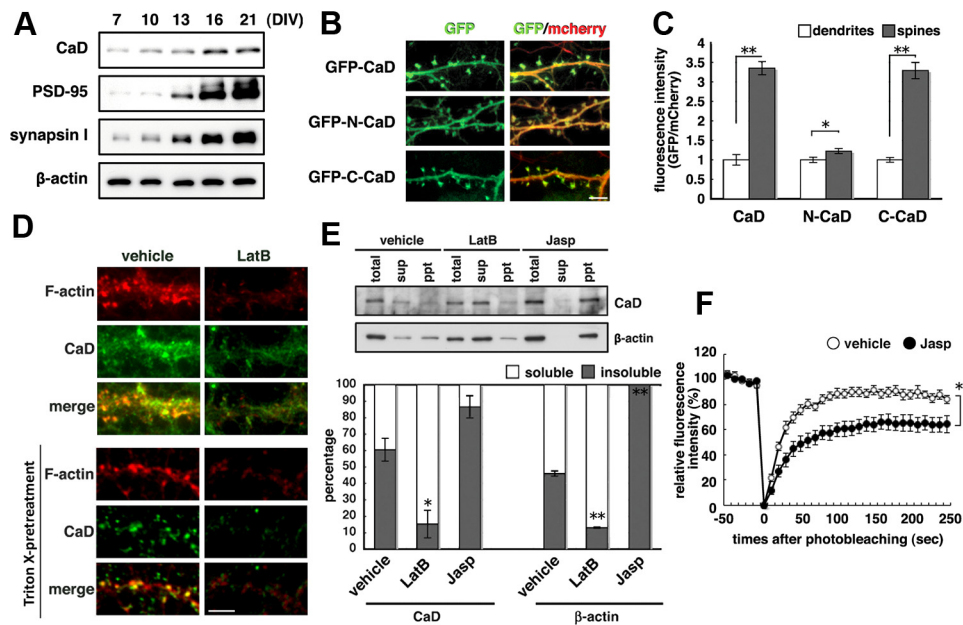 A
7 10 13 16 21 (DIV)
CaD
PSD-95
synapsin I
β-actin
B
GFP GFP/mcherry
GFP-CaD
GFP-N-CaD
GFP-C-CaD
C
dendrites spines
fluorescence intensity
(GFP/mCherry)
4
3.5
3
2.5
2
1.5
1
0.5
0
** * **
CaD N-CaD C-CaD
D
vehicle LatB
F-actin
CaD
merge
Triton X-pretreatment
F-actin
CaD
merge
E
vehicle LatB Jasp
total sup ppt total sup ppt total sup ppt
CaD
β-actin
soluble insoluble
percentage
100
90
80
70
60
50
40
30
20
10
0
* ** **
vehicle LatB Jasp vehicle LatB Jasp
CaD β-actin
F
vehicle Jasp
relative fluorescence
intensity (%)
120
100
80
60
40
20
0
*
-50 0 50 100 150 200 250
times after photobleaching (sec)